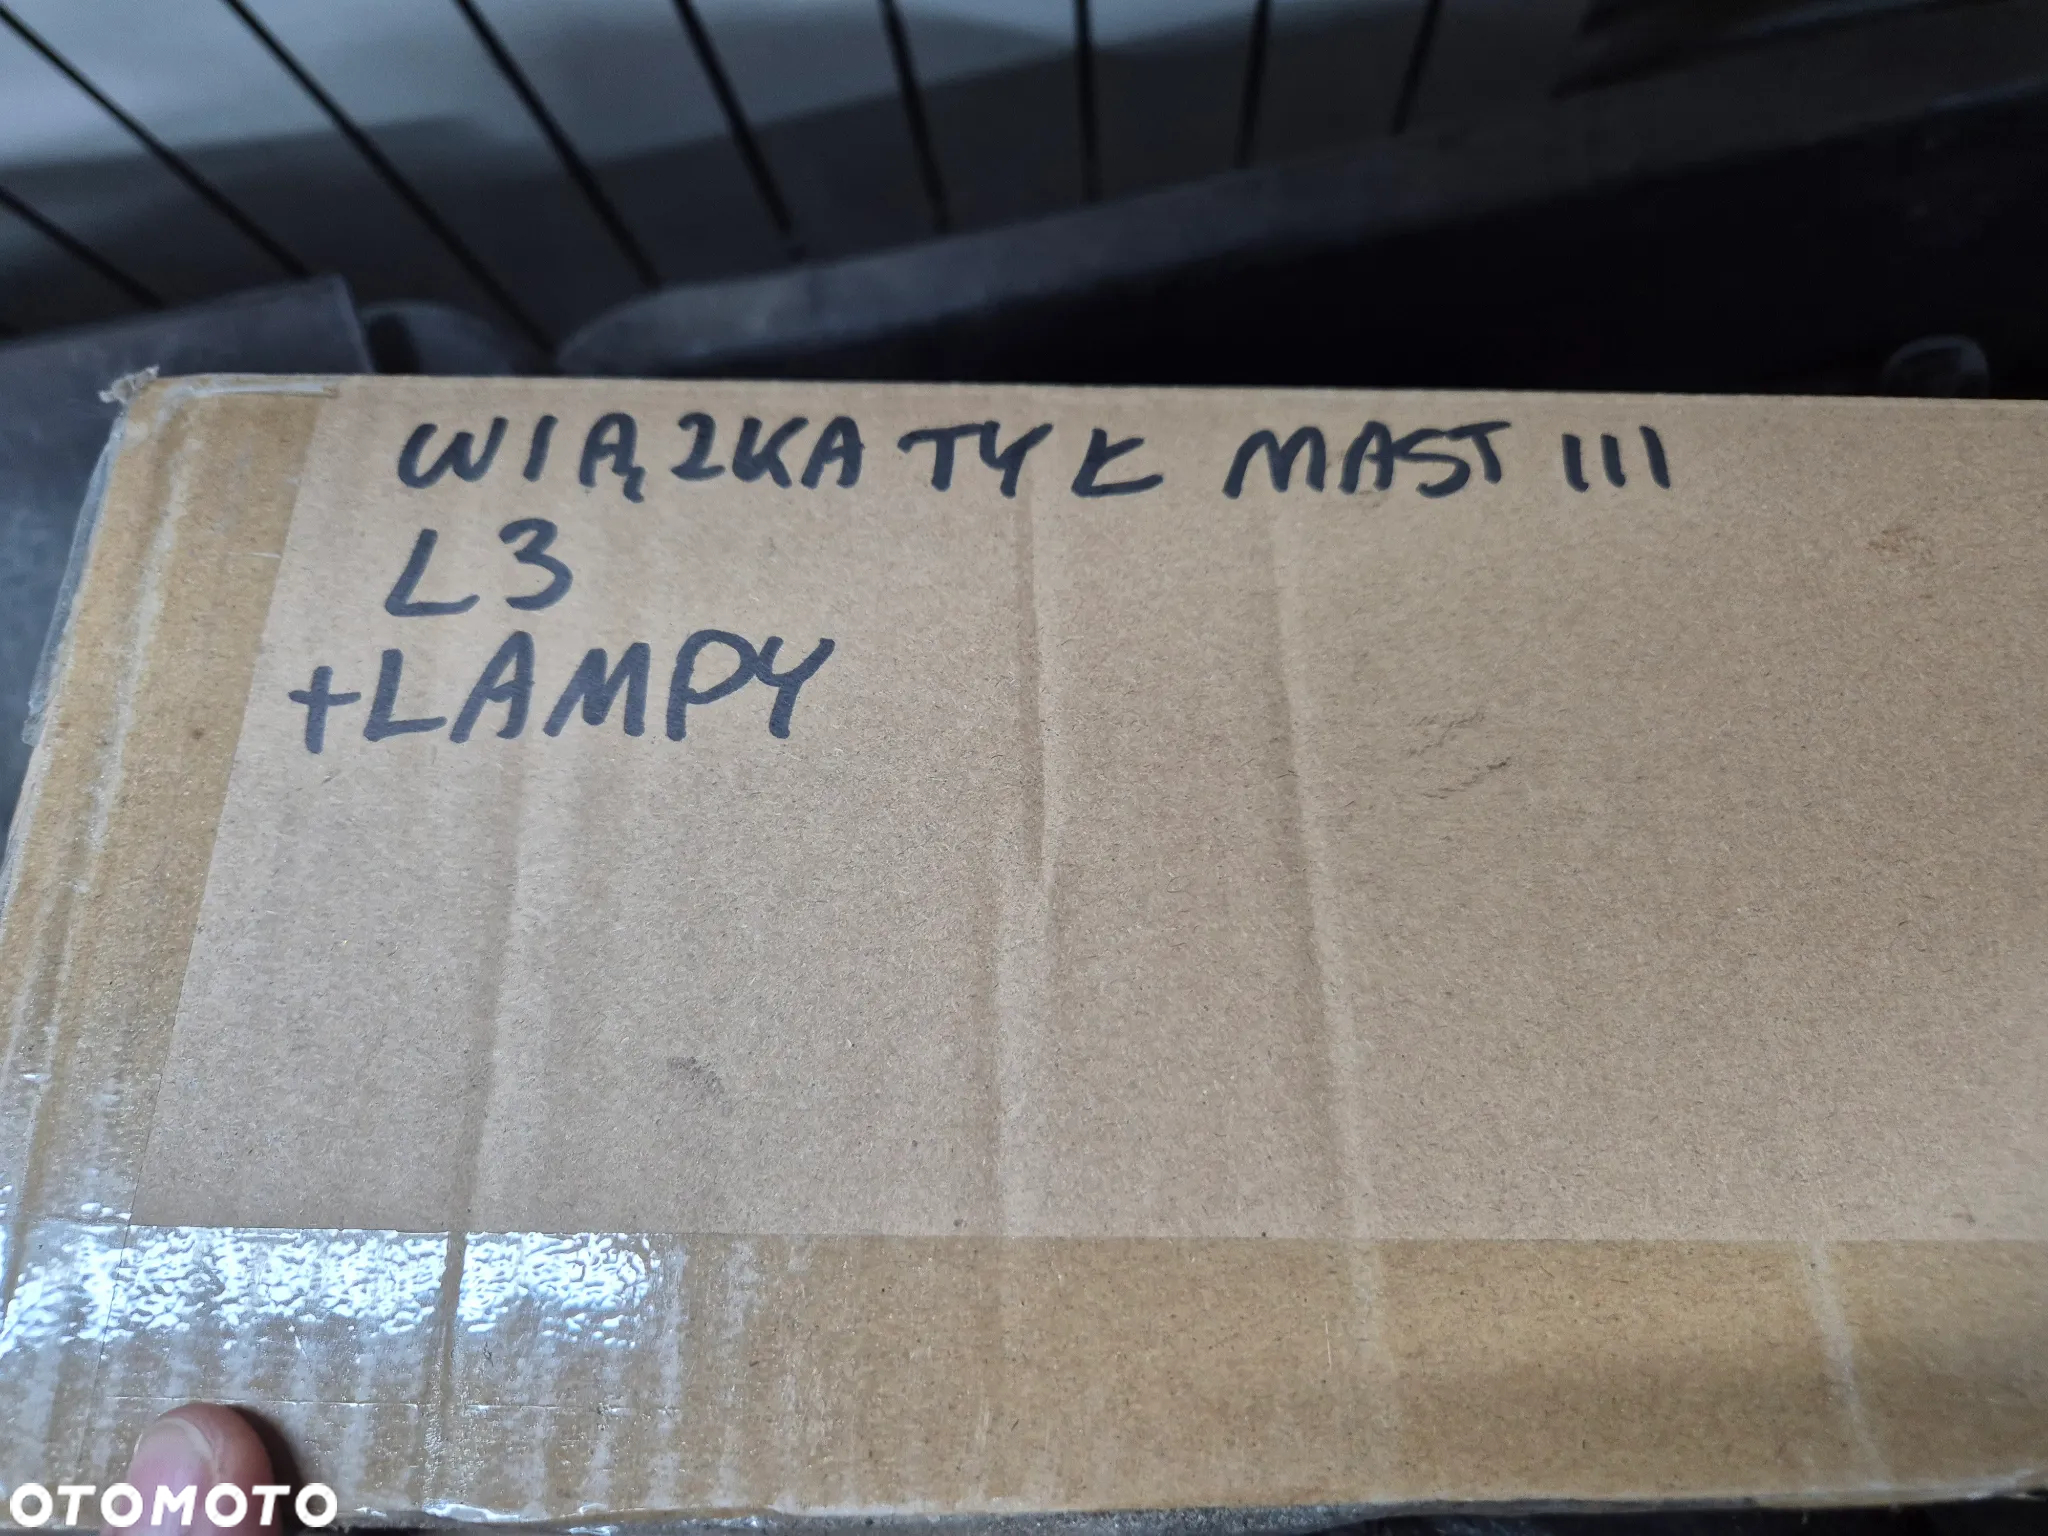 WIĄZKA TYŁ MAST III
L3
+LAMPY
OTOMOTO